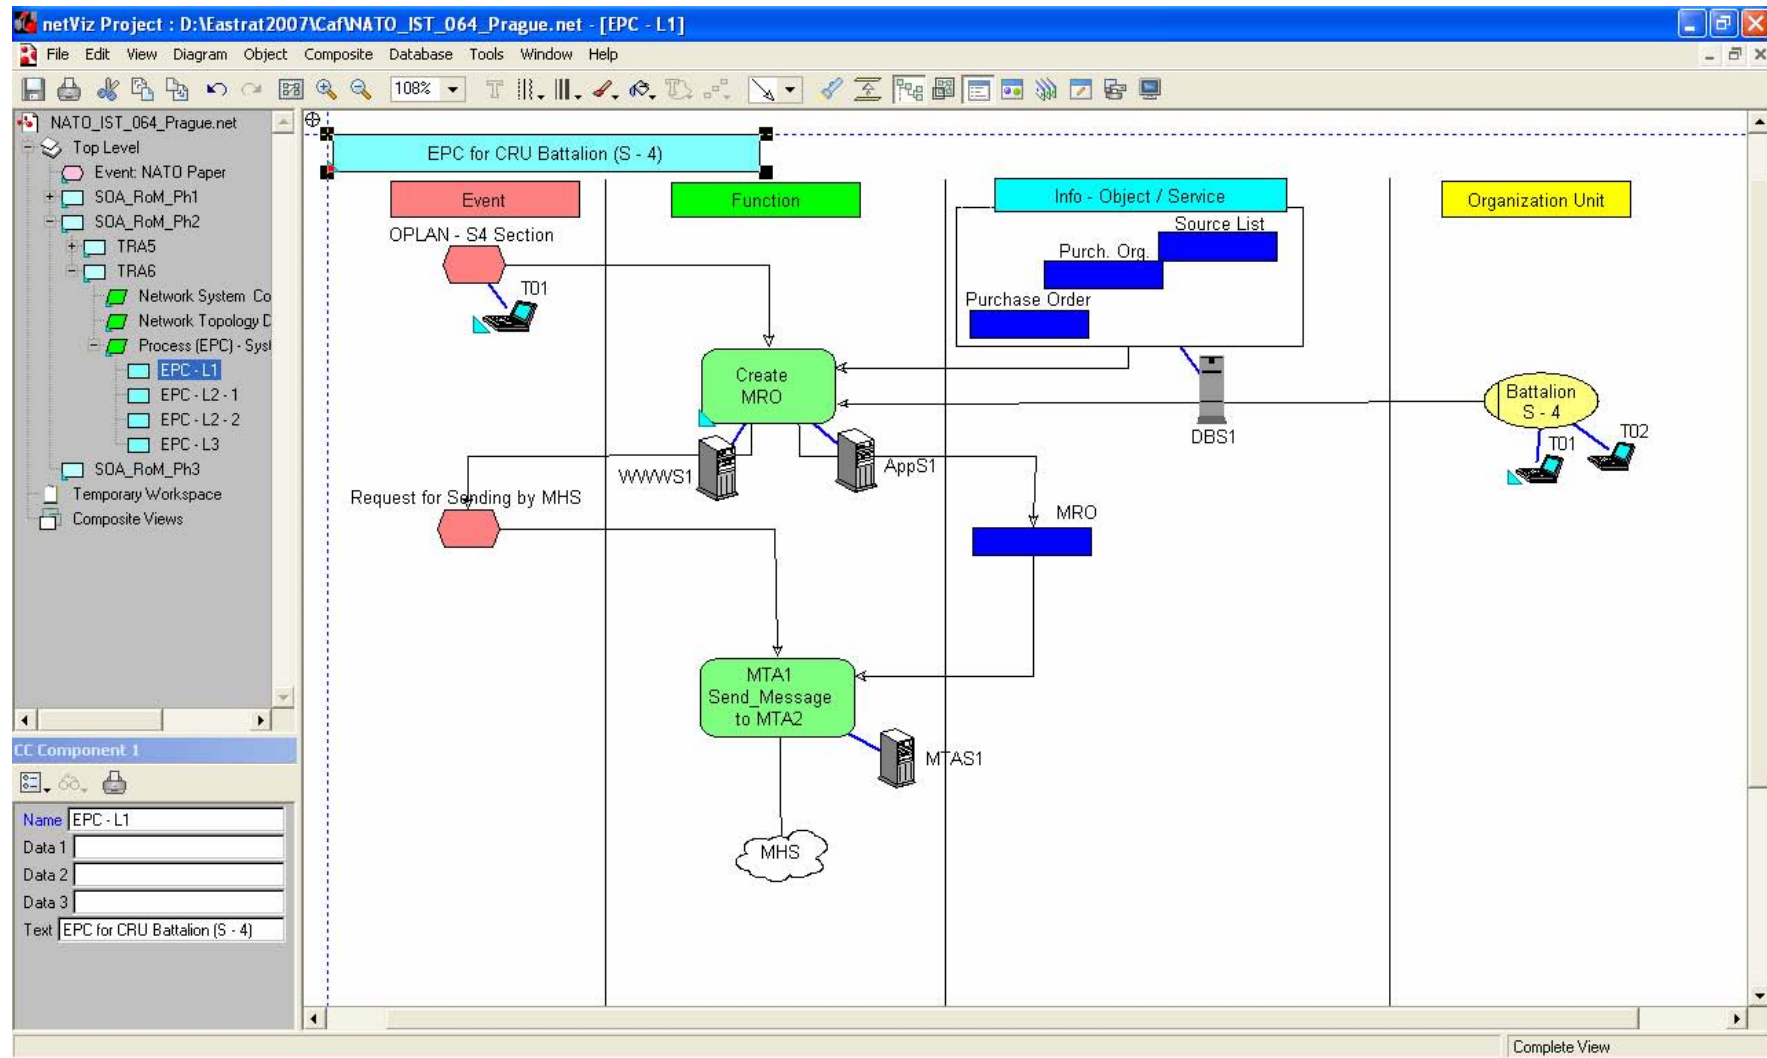 netViz Project : D:\Eastrat2007\Caf\NATO_IST_064_Prague.net - [EPC - L1]
File Edit View Diagram Object Composite Database Tools Window Help
108%
NATO_IST_064_Prague.net
Top Level
Event: NATO Paper
SOA_RoM_Ph1
SOA_RoM_Ph2
TRA5
TRA6
Network System Co
Network Topology D
Process (EPC) - Syst
EPC - L1
EPC - L2 - 1
EPC - L2 - 2
EPC - L3
SOA_RoM_Ph3
Temporary Workspace
Composite Views
CC Component 1
Name EPC - L1
Data 1
Data 2
Data 3
Text EPC for CRU Battalion (S - 4)
EPC for CRU Battalion (S - 4)
Event
Function
Info - Object / Service
Organization Unit
OPLAN - S4 Section
T01
Source List
Purch. Org.
Purchase Order
Create
MRO
DBS1
Battalion
S - 4
T01
T02
WWWS1
AppS1
Request for Sending by MHS
MRO
MTA1
Send_Message
to MTA2
MTAS1
MHS
Complete View